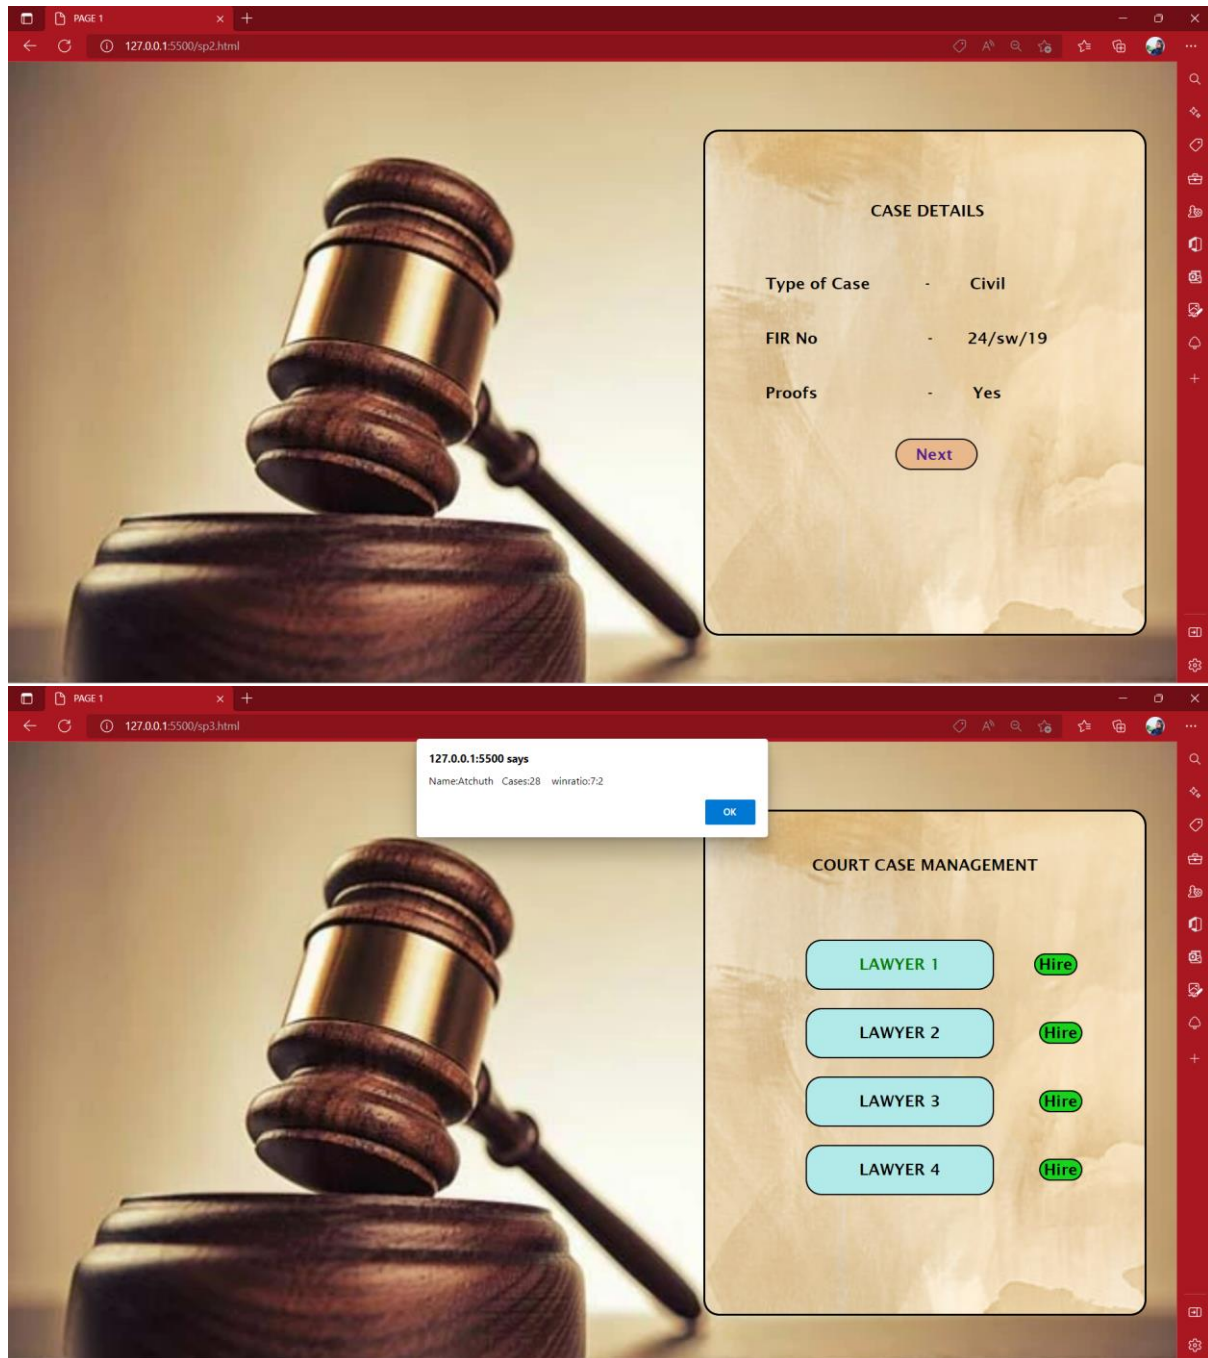 PAGE 1
127.0.0.1:5500/sp2.html
CASE DETAILS
Type of Case - Civil
FIR No - 24/sw/19
Proofs - Yes
Next
PAGE 1
127.0.0.1:5500/sp3.html
127.0.0.1:5500 says
Name:Atchuth Cases:28 winratio:7:2
OK
COURT CASE MANAGEMENT
LAWYER 1 Hire
LAWYER 2 Hire
LAWYER 3 Hire
LAWYER 4 Hire